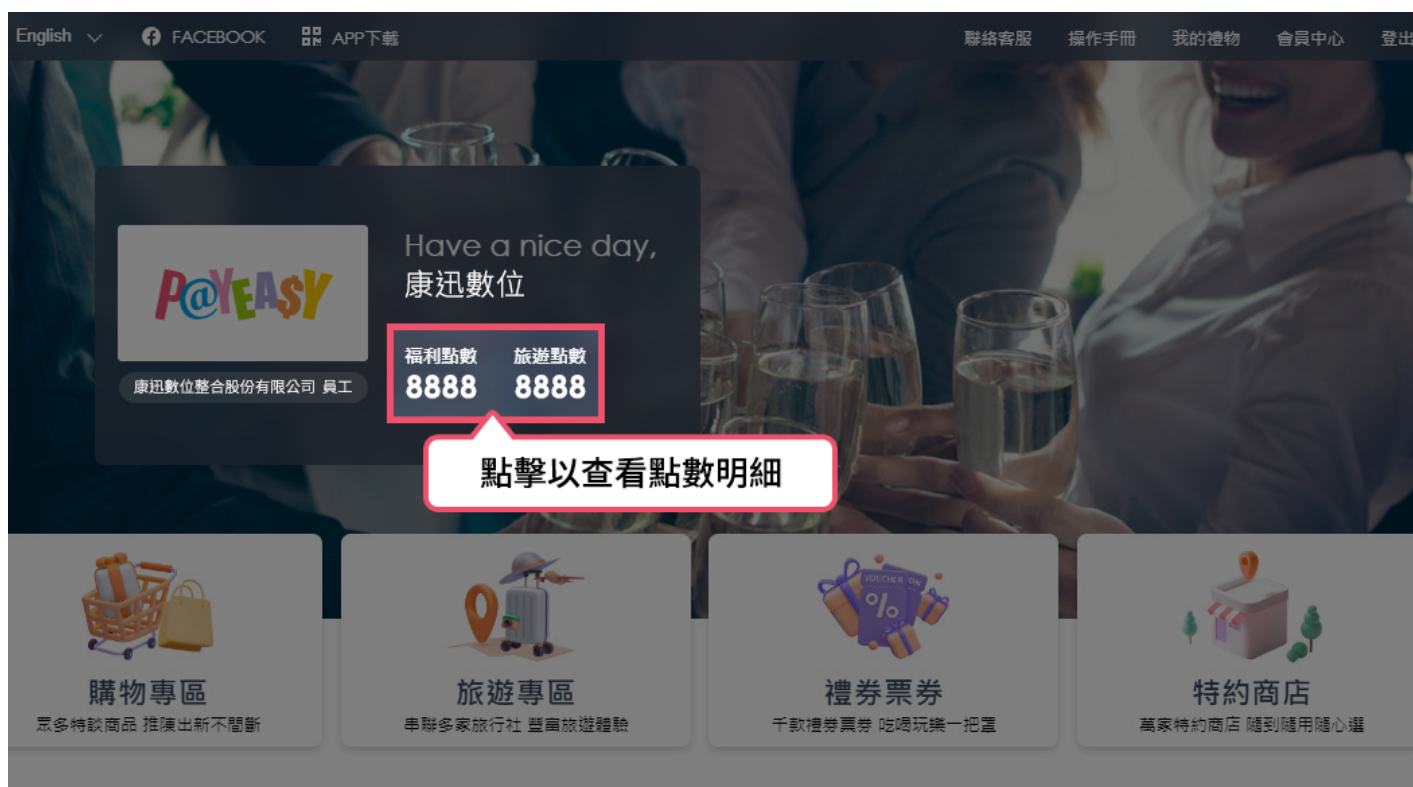 English
FACEBOOK
APP下載
聯絡客服
操作手冊
我的禮物
會員中心
登出
Have a nice day,
康迅數位
P@YEA$Y
福利點數 旅遊點數
8888 8888
康迅數位整合股份有限公司 員工
點擊以查看點數明細
VOUCHER
%
購物專區
眾多特談商品 推陳出新不間斷
旅遊專區
串聯多家旅行社 豐富旅遊體驗
禮券票券
千款禮券票券 吃喝玩樂一把罩
特約商店
萬家特約商店 隨到隨用隨心選